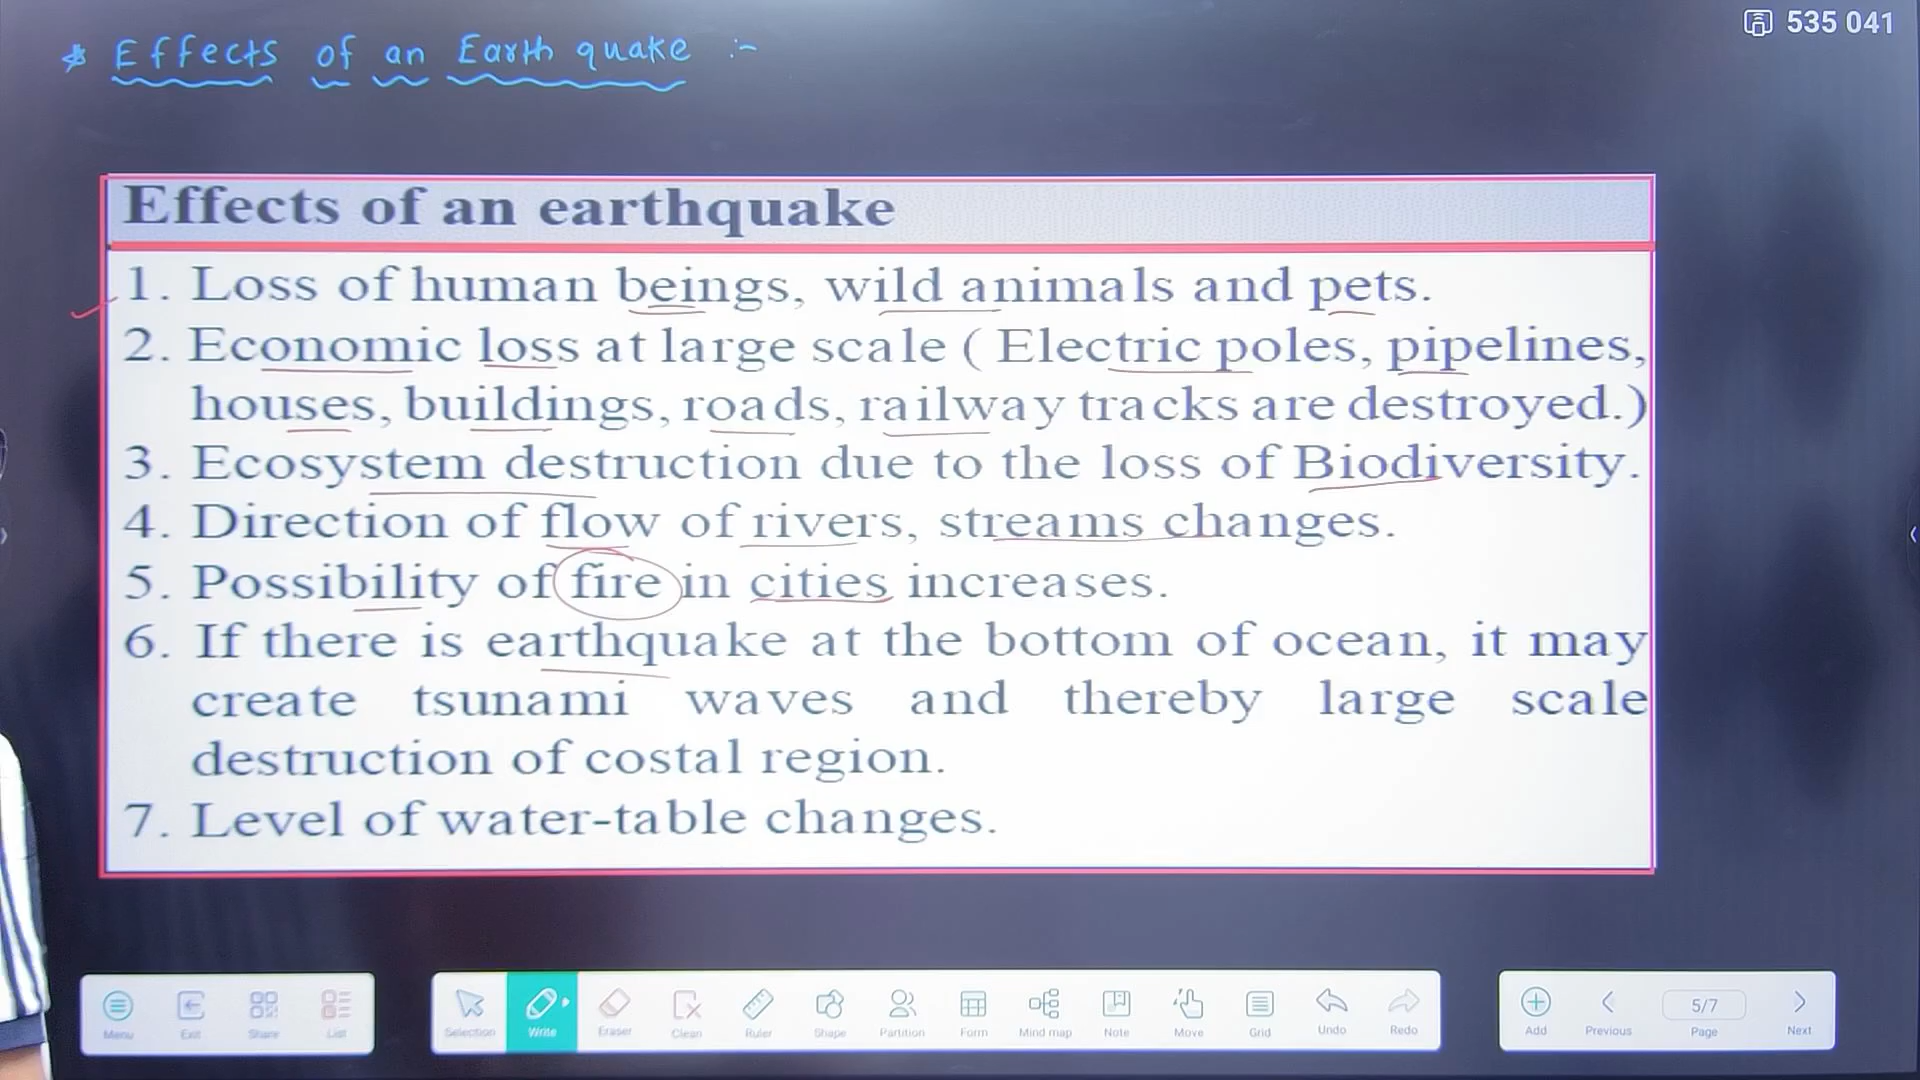 535 041
* Effects of an Earth quake :-
Effects of an earthquake
1. Loss of human beings, wild animals and pets.
2. Economic loss at large scale ( Electric poles, pipelines,
houses, buildings, roads, railway tracks are destroyed.)
3. Ecosystem destruction due to the loss of Biodiversity.
4. Direction of flow of rivers, streams changes.
5. Possibility of fire in cities increases.
6. If there is earthquake at the bottom of ocean, it may
create tsunami waves and thereby large scale
destruction of costal region.
7. Level of water-table changes.
Menu Exit Share List Selection Write Eraser Clean Ruler Shape Partition Form Mind map Note Move Grid Undo Redo Add Previous 5/7 Page Next